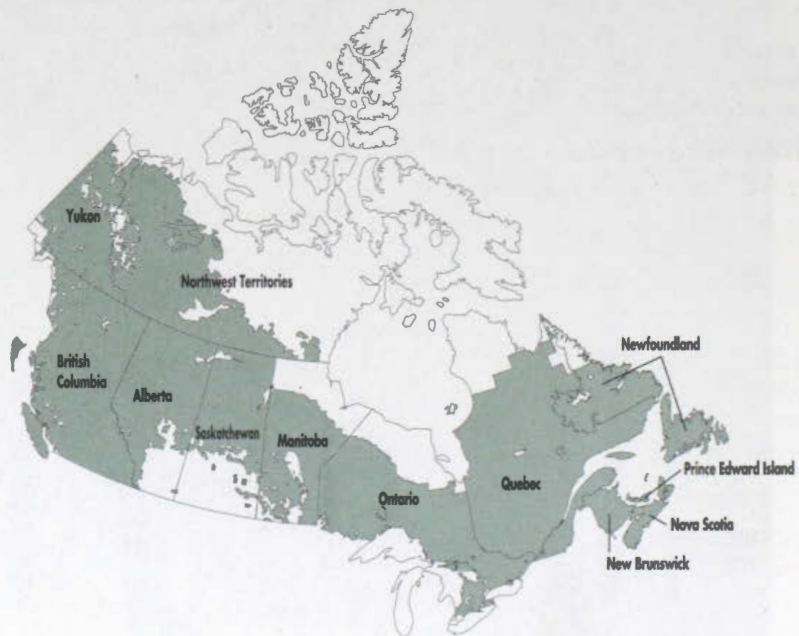 Yukon
Northwest Territories
British
Columbia
Alberta
Saskatchewan
Manitoba
Ontario
Quebec
Newfoundland
Prince Edward Island
Nova Scotia
New Brunswick